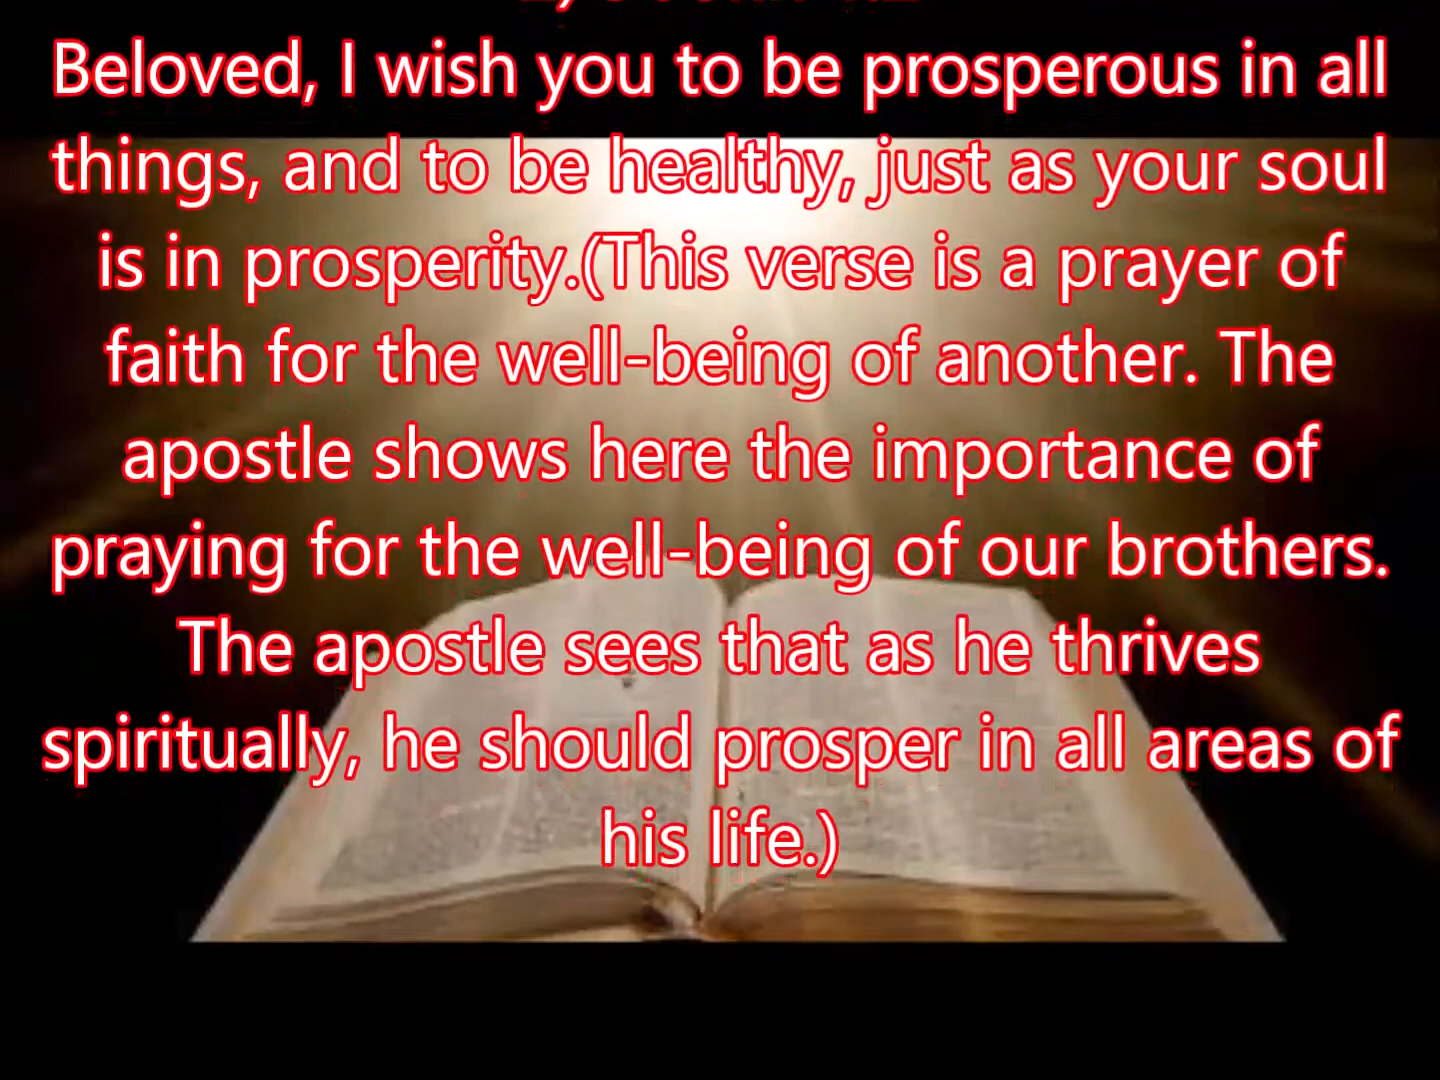 Beloved, I wish you to be prosperous in all
things, and to be healthy, just as your soul
is in prosperity.(This verse is a prayer of
faith for the well-being of another. The
apostle shows here the importance of
praying for the well-being of our brothers.
The apostle sees that as he thrives
spiritually, he should prosper in all areas of
his life.)